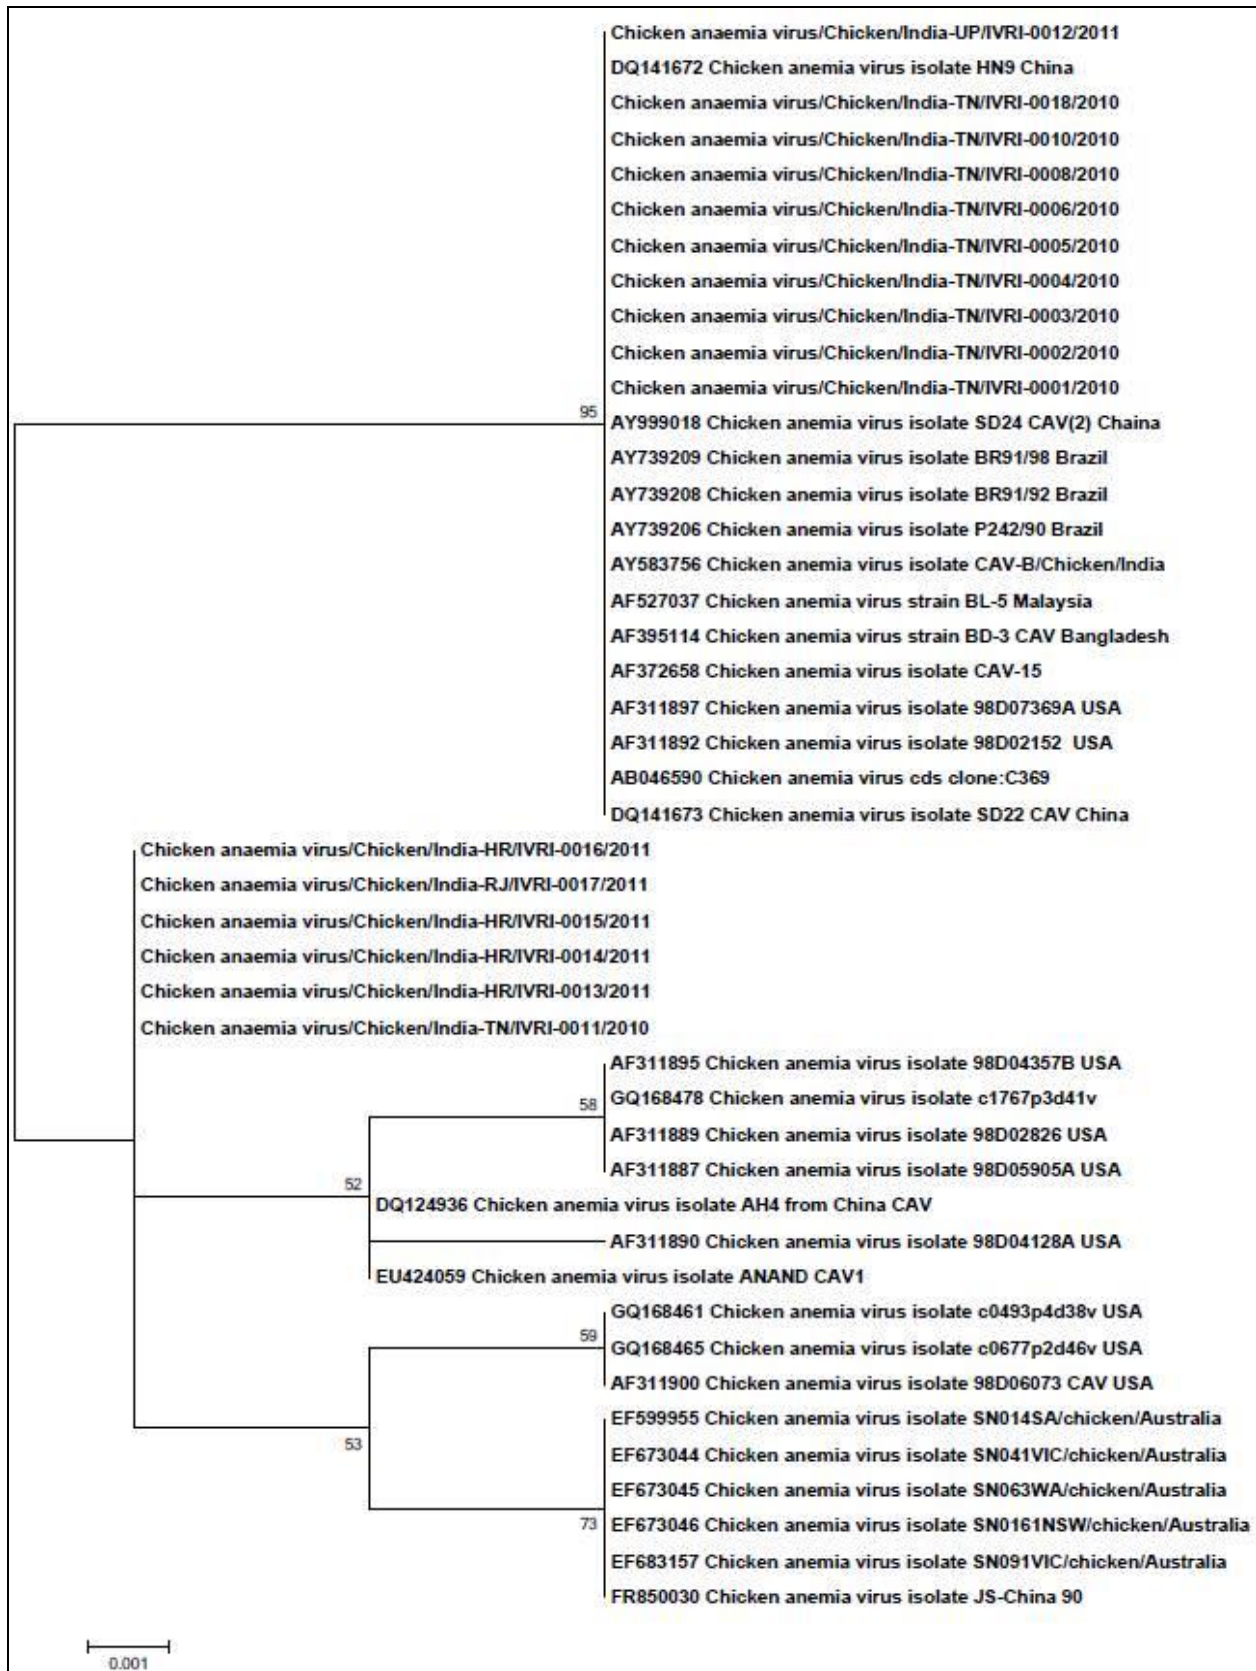 Chicken anaemia virus/Chicken/India-UP/IVRI-0012/2011
DQ141672 Chicken anemia virus isolate HN9 China
Chicken anaemia virus/Chicken/India-TN/IVRI-0018/2010
Chicken anaemia virus/Chicken/India-TN/IVRI-0010/2010
Chicken anaemia virus/Chicken/India-TN/IVRI-0008/2010
Chicken anaemia virus/Chicken/India-TN/IVRI-0006/2010
Chicken anaemia virus/Chicken/India-TN/IVRI-0005/2010
Chicken anaemia virus/Chicken/India-TN/IVRI-0004/2010
Chicken anaemia virus/Chicken/India-TN/IVRI-0003/2010
Chicken anaemia virus/Chicken/India-TN/IVRI-0002/2010
Chicken anaemia virus/Chicken/India-TN/IVRI-0001/2010
95
AY999018 Chicken anemia virus isolate SD24 CAV(2) Chaina
AY739209 Chicken anemia virus isolate BR91/98 Brazil
AY739208 Chicken anemia virus isolate BR91/92 Brazil
AY739206 Chicken anemia virus isolate P242/90 Brazil
AY583756 Chicken anemia virus isolate CAV-B/Chicken/India
AF527037 Chicken anemia virus strain BL-5 Malaysia
AF395114 Chicken anemia virus strain BD-3 CAV Bangladesh
AF372658 Chicken anemia virus isolate CAV-15
AF311897 Chicken anemia virus isolate 98D07369A USA
AF311892 Chicken anemia virus isolate 98D02152 USA
AB046590 Chicken anemia virus cds clone:C369
DQ141673 Chicken anemia virus isolate SD22 CAV China
Chicken anaemia virus/Chicken/India-HR/IVRI-0016/2011
Chicken anaemia virus/Chicken/India-RJ/IVRI-0017/2011
Chicken anaemia virus/Chicken/India-HR/IVRI-0015/2011
Chicken anaemia virus/Chicken/India-HR/IVRI-0014/2011
Chicken anaemia virus/Chicken/India-HR/IVRI-0013/2011
Chicken anaemia virus/Chicken/India-TN/IVRI-0011/2010
AF311895 Chicken anemia virus isolate 98D04357B USA
58
GQ168478 Chicken anemia virus isolate c1767p3d41v
AF311889 Chicken anemia virus isolate 98D02826 USA
AF311887 Chicken anemia virus isolate 98D05905A USA
52
DQ124936 Chicken anemia virus isolate AH4 from China CAV
AF311890 Chicken anemia virus isolate 98D04128A USA
EU424059 Chicken anemia virus isolate ANAND CAV1
GQ168461 Chicken anemia virus isolate c0493p4d38v USA
59
GQ168465 Chicken anemia virus isolate c0677p2d46v USA
AF311900 Chicken anemia virus isolate 98D06073 CAV USA
EF599955 Chicken anemia virus isolate SN014SA/chicken/Australia
53
EF673044 Chicken anemia virus isolate SN041VIC/chicken/Australia
EF673045 Chicken anemia virus isolate SN063WA/chicken/Australia
73
EF673046 Chicken anemia virus isolate SN0161NSW/chicken/Australia
EF683157 Chicken anemia virus isolate SN091VIC/chicken/Australia
FR850030 Chicken anemia virus isolate JS-China 90
0.001